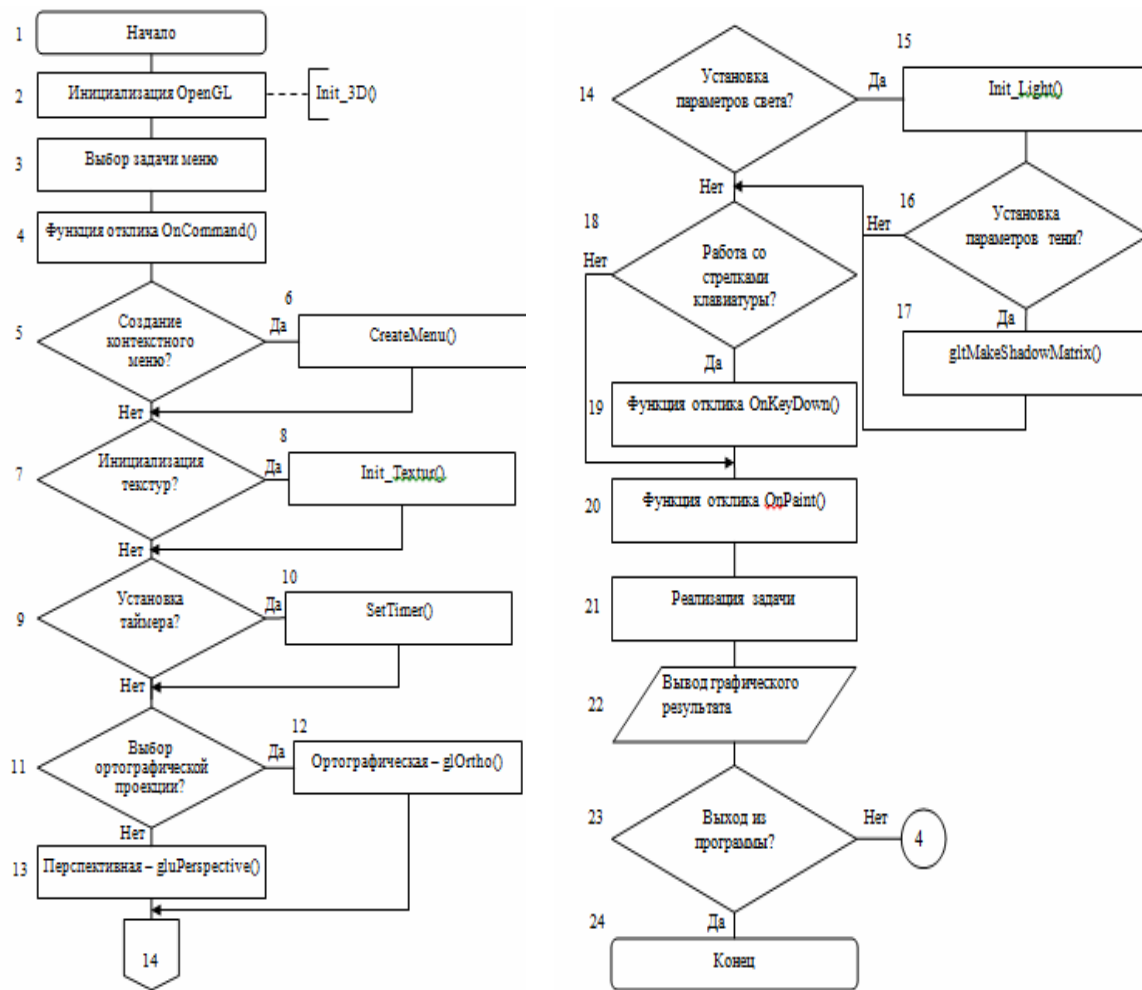 1
Начало
2
Инициализация OpenGL
Init_3D()
3
Выбор задачи меню
4
Функция отклика OnCommand()
5
Создание
контекстного
меню?
Да
6
CreateMenu()
Нет
7
Инициализация
текстур?
Да
8
Init_Textur()
Нет
9
Установка
таймера?
Да
10
SetTimer()
Нет
11
Выбор
ортографической
проекции?
Да
12
Ортографическая – glOrtho()
Нет
13
Перспективная – gluPerspective()
14
14
Установка
параметров света?
Да
15
Init_Light()
Нет
16
Установка
параметров тени?
Нет
Да
17
gltMakeShadowMatrix()
18
Работа со
стрелками
клавиатуры?
Нет
Да
19
Функция отклика OnKeyDown()
20
Функция отклика OnPaint()
21
Реализация задачи
22
Вывод графического
результата
23
Выход из
программы?
Нет
4
Да
24
Конец